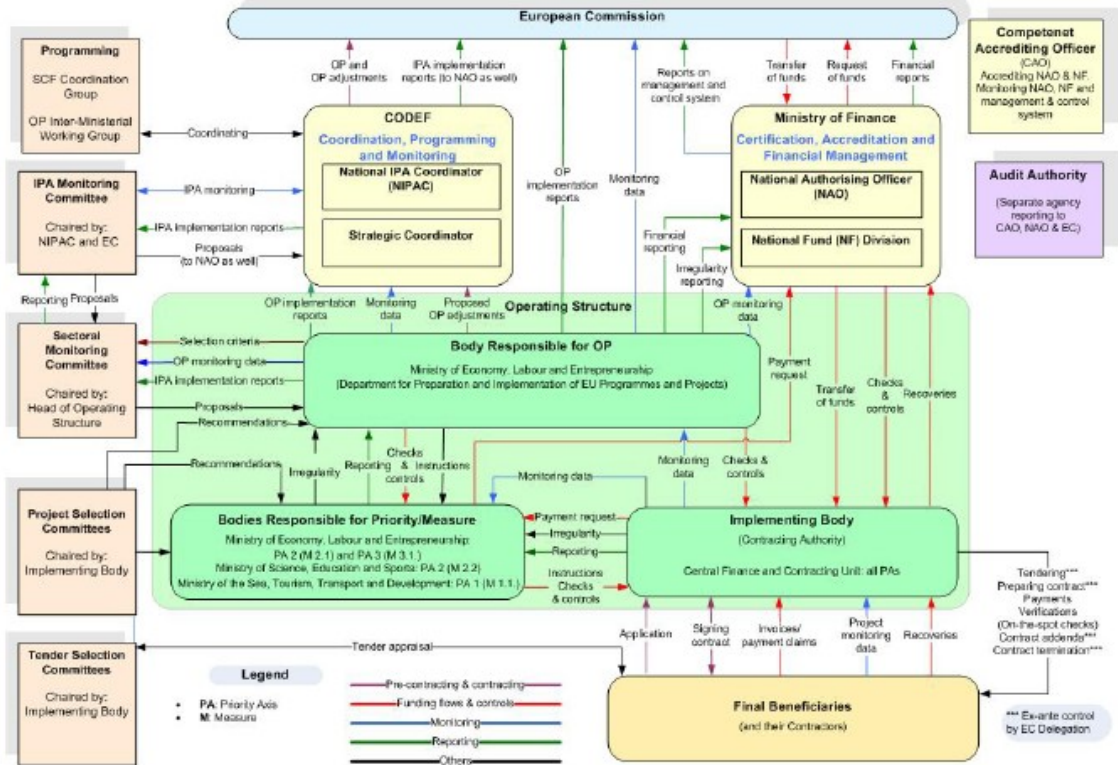 European Commission
Programming
SCF Coordination
Group
OP Inter-Ministerial
Working Group
OP and
OP adjustments
IPA implementation
reports (to NAO as well)
Reports on
management and
control system
Transfer
of funds
Request
of funds
Financial
reports
Competenet
Accrediting Officer
(CAO)
Accrediting NAO & NF.
Monitoring NAO, NF and
management & control
system
Coordinating
CODEF
Coordination, Programming
and Monitoring
National IPA Coordinator
(NIPAC)
Strategic Coordinator
Ministry of Finance
Certification, Accreditation and
Financial Management
National Authorising Officer
(NAO)
National Fund (NF) Division
IPA Monitoring
Committee
Chaired by:
NIPAC and EC
IPA monitoring
IPA implementation reports
Proposals
(to NAO as well)
OP
implementation
reports
Monitoring
data
Financial
reporting
Irregularity
reporting
Audit Authority
(Separate agency
reporting to
CAO, NAO & EC)
Reporting
Proposals
OP implementation
reports
Monitoring
data
Proposed
OP adjustments
Operating Structure
OP monitoring
data
Sectoral
Monitoring
Committee
Chaired by:
Head of Operating
Structure
Selection criteria
OP monitoring data
IPA implementation reports
Proposals
Recommendations
Body Responsible for OP
Ministry of Economy, Labour and Entrepreneurship
(Department for Preparation and Implementation of EU Programmes and Projects)
Payment
request
Transfer
of funds
Checks
&
controls
Recoveries
Recommendations
Irregularity
Reporting
Checks
&
controls
Instructions
Monitoring data
Monitoring
data
Checks &
controls
Project Selection
Committees
Chaired by:
Implementing Body
Bodies Responsible for Priority/Measure
Ministry of Economy, Labour and Entrepreneurship:
PA 2 (M 2.1) and PA 3 (M 3.1.)
Ministry of Science, Education and Sports: PA 2 (M 2.2)
Ministry of the Sea, Tourism, Transport and Development: PA 1 (M 1.1.)
Payment request
Irregularity
Reporting
Instructions
Checks
& controls
Implementing Body
(Contracting Authority)
Central Finance and Contracting Unit: all PAs
Tendering***
Preparing contract***
Payments
Verifications
(On-the-spot checks)
Contract addenda***
Contract termination***
Application
Signing
contract
Invoices/
payment claims
Project
monitoring
data
Recoveries
Tender Selection
Committees
Chaired by:
Implementing Body
Tender appraisal
Legend
• PA: Priority Axis
• M: Measure
Pre-contracting & contracting
Funding flows & controls
Monitoring
Reporting
Others
Final Beneficiaries
(and their Contractors)
*** Ex-ante control
by EC Delegation